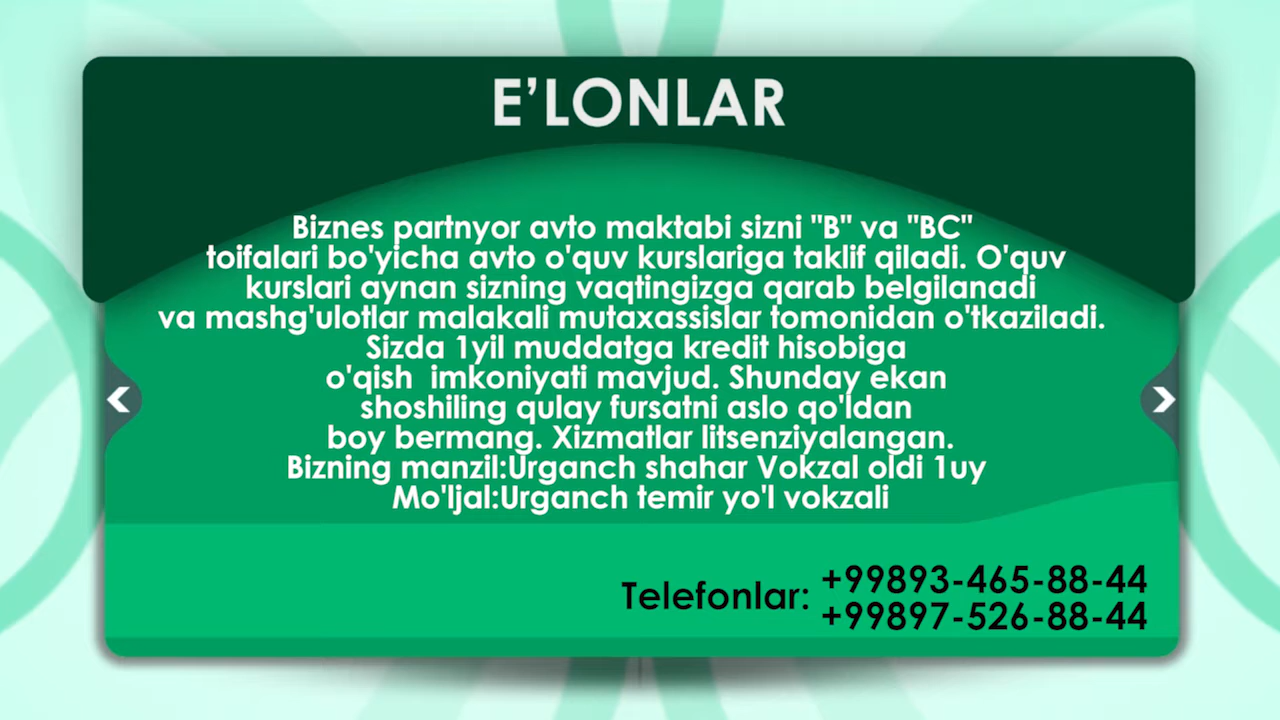 E’LONLAR
Biznes partnyor avto maktabi sizni "B" va "BC"
toifalari bo'yicha avto o'quv kurslariga taklif qiladi. O'quv
kurslari aynan sizning vaqtingizga qarab belgilanadi
va mashg'ulotlar malakali mutaxassislar tomonidan o'tkaziladi.
Sizda 1yil muddatga kredit hisobiga
o'qish  imkoniyati mavjud. Shunday ekan
shoshiling qulay fursatni aslo qo'ldan
boy bermang. Xizmatlar litsenziyalangan.
Bizning manzil:Urganch shahar Vokzal oldi 1uy
Mo'ljal:Urganch temir yo'l vokzali
Telefonlar: +99893-465-88-44
+99897-526-88-44